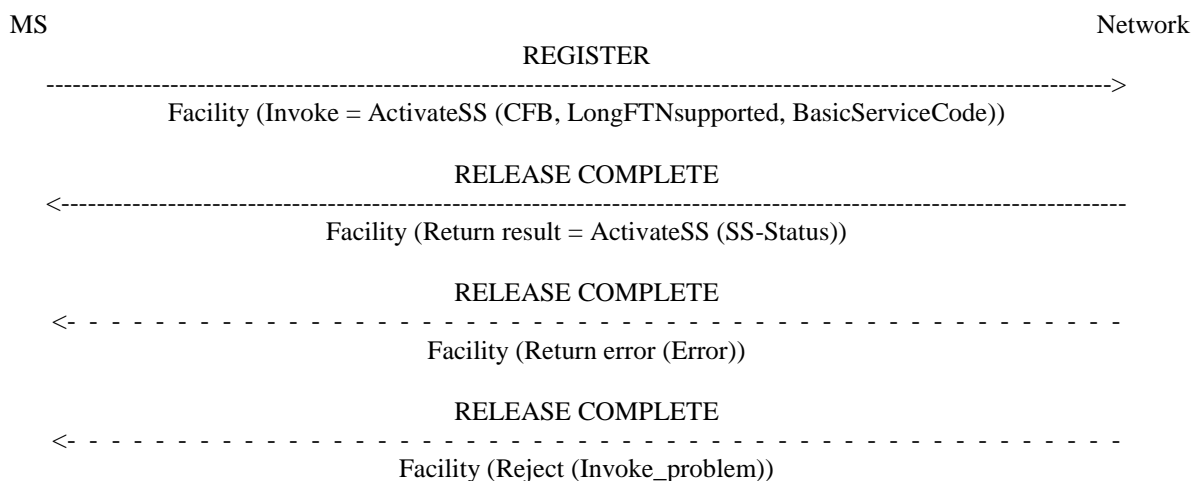 MS Network
REGISTER
Facility (Invoke = ActivateSS (CFB, LongFTNsupported, BasicServiceCode))
RELEASE COMPLETE
Facility (Return result = ActivateSS (SS-Status))
RELEASE COMPLETE
Facility (Return error (Error))
RELEASE COMPLETE
Facility (Reject (Invoke_problem))